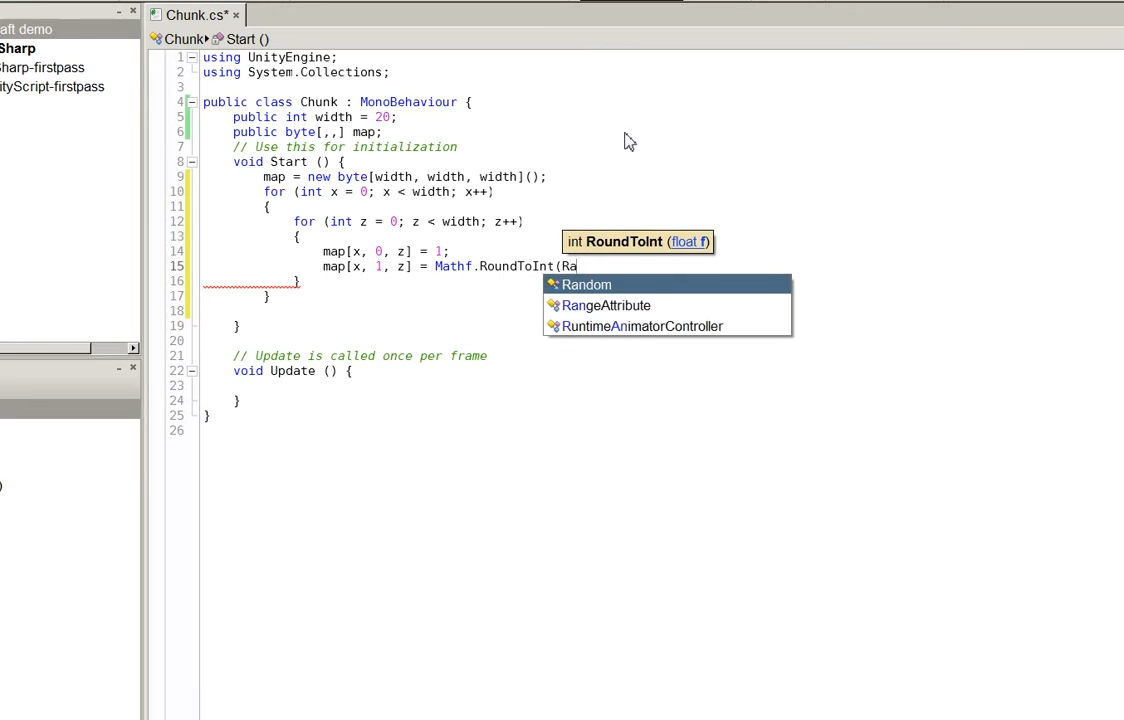 Chunk.cs*
Chunk Start ()
aft demo
Sharp
harp-firstpass
ityScript-firstpass
)
1 using UnityEngine;
2 using System.Collections;
3
4 public class Chunk : MonoBehaviour {
5 public int width = 20;
6 public byte[,,] map;
7 // Use this for initialization
8 void Start () {
9 map = new byte[width, width, width]();
10 for (int x = 0; x < width; x++)
11 {
12 for (int z = 0; z < width; z++)
13 {
14 map[x, 0, z] = 1;
15 map[x, 1, z] = Mathf.RoundToInt(Ra
16 }
17 }
18
19 }
20
21 // Update is called once per frame
22 void Update () {
23
24 }
25 }
26
int RoundToInt (float f)
Random
RangeAttribute
RuntimeAnimatorController